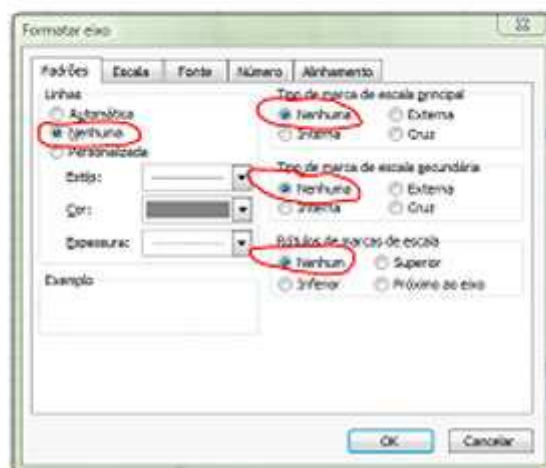 Formatar eixo
Padrões Escala Fonte Número Alinhamento
Linhas
Automática
Nenhuma
Personalizada
Estilo:
Cor:
Espessura:
Exemplo
Tipo de marca de escala principal
Nenhuma Externa
Interna Cruz
Tipo de marca de escala secundária
Nenhuma Externa
Interna Cruz
Rótulos de marcas de escala
Nenhum Superior
Inferior Próximo ao eixo
OK Cancelar